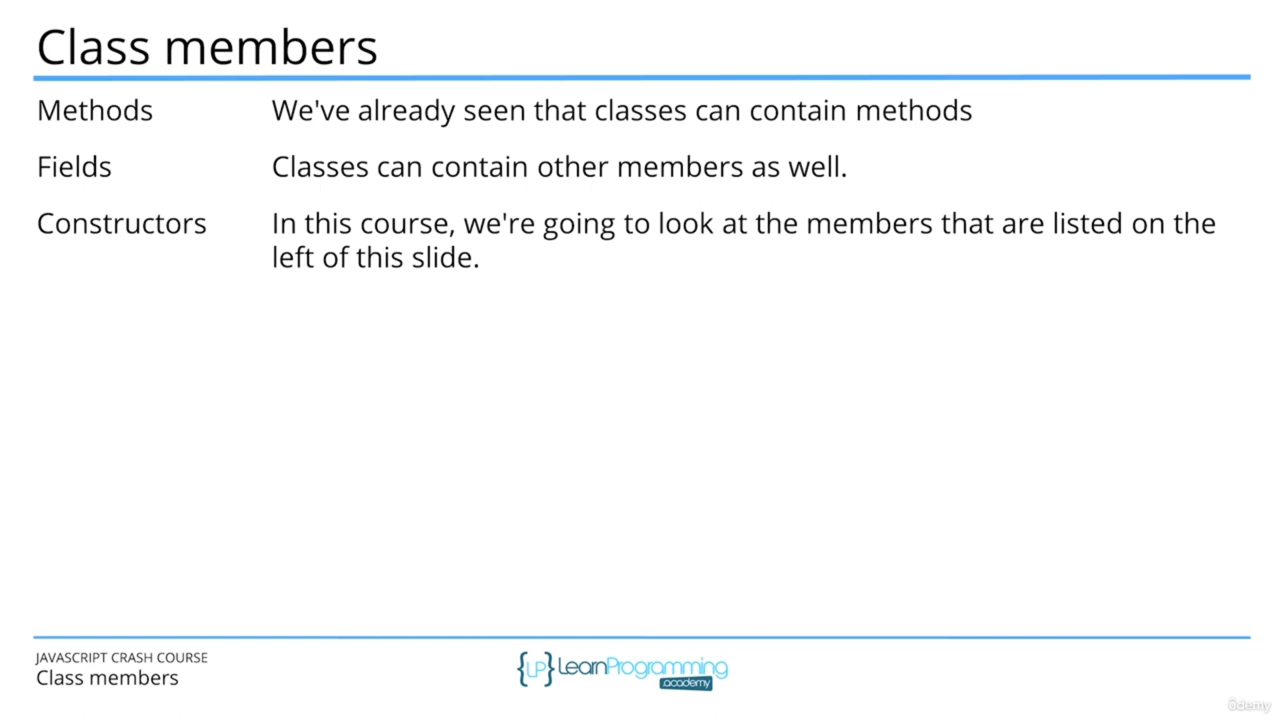 Class members
Methods We've already seen that classes can contain methods
Fields Classes can contain other members as well.
Constructors In this course, we're going to look at the members that are listed on the
left of this slide.
JAVASCRIPT CRASH COURSE
Class members
{LP} LearnProgramming
academy
ûdemy